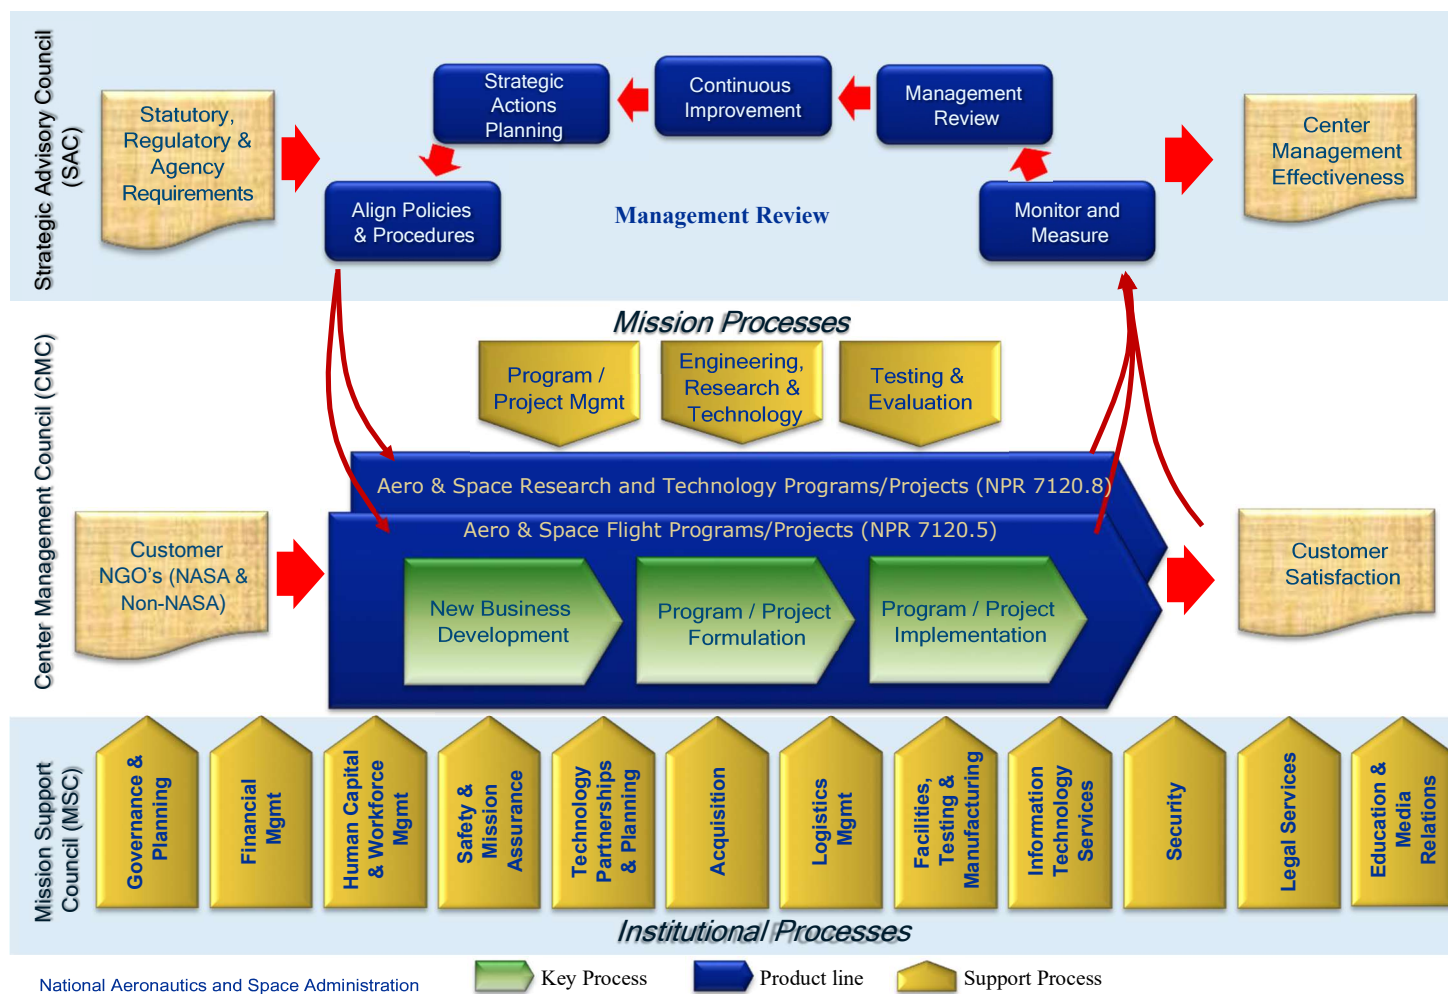 Strategic Advisory Council
(SAC)
Statutory,
Regulatory &
Agency
Requirements
Strategic
Actions
Planning
Continuous
Improvement
Management
Review
Align Policies
& Procedures
Management Review
Monitor and
Measure
Center
Management
Effectiveness
Center Management Council (CMC)
Mission Processes
Program /
Project Mgmt
Engineering,
Research &
Technology
Testing &
Evaluation
Aero & Space Research and Technology Programs/Projects (NPR 7120.8)
Aero & Space Flight Programs/Projects (NPR 7120.5)
Customer
NGO's (NASA &
Non-NASA)
New Business
Development
Program / Project
Formulation
Program / Project
Implementation
Customer
Satisfaction
Mission Support
Council (MSC)
Governance &
Planning
Financial
Mgmt
Human Capital
& Workforce
Mgmt
Safety &
Mission
Assurance
Technology
Partnerships
& Planning
Acquisition
Logistics
Mgmt
Facilities,
Testing &
Manufacturing
Information
Technology
Services
Security
Legal Services
Education &
Media
Relations
Institutional Processes
National Aeronautics and Space Administration
Key Process
Product line
Support Process